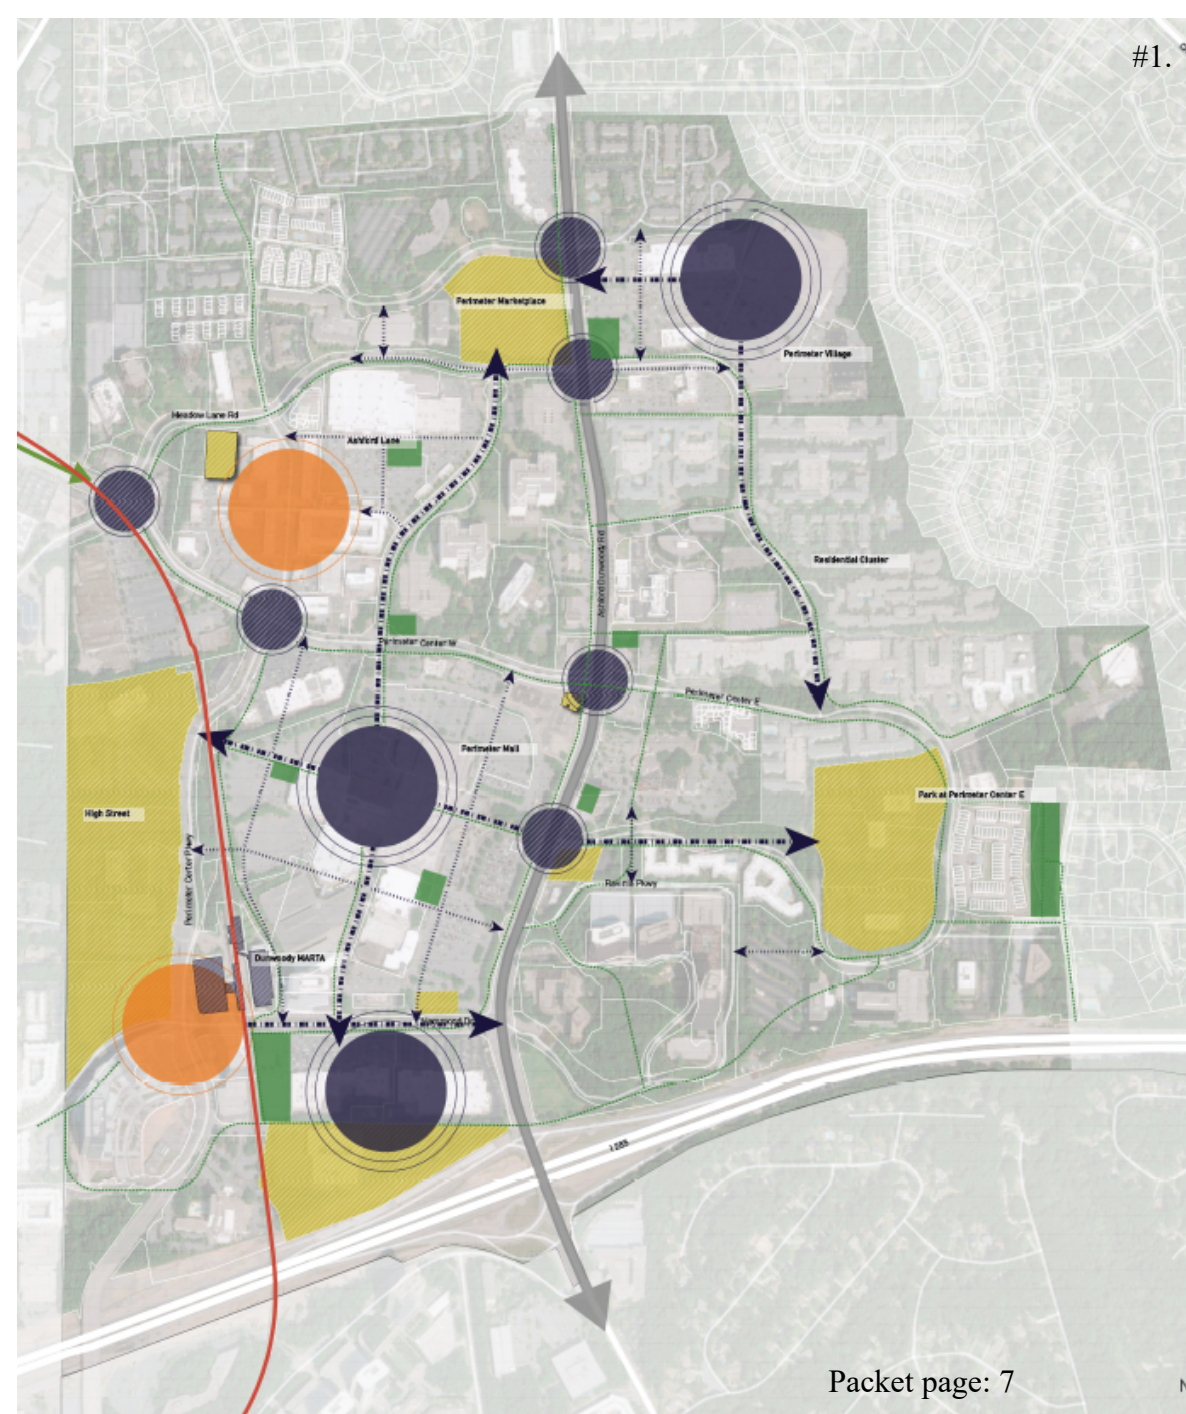 #1.
Perimeter Marketplace
Perimeter Village
Meadow Lane Rd
Ashford Lane
Ashford Dunwoody Rd
Residential Cluster
Perimeter Center W
Perimeter Center E
Perimeter Mall
Park at Perimeter Center E
High Street
Perimeter Center Pkwy
Ravinia Pkwy
Dunwoody MARTA
Hammond Dr
I 285
Packet page: 7